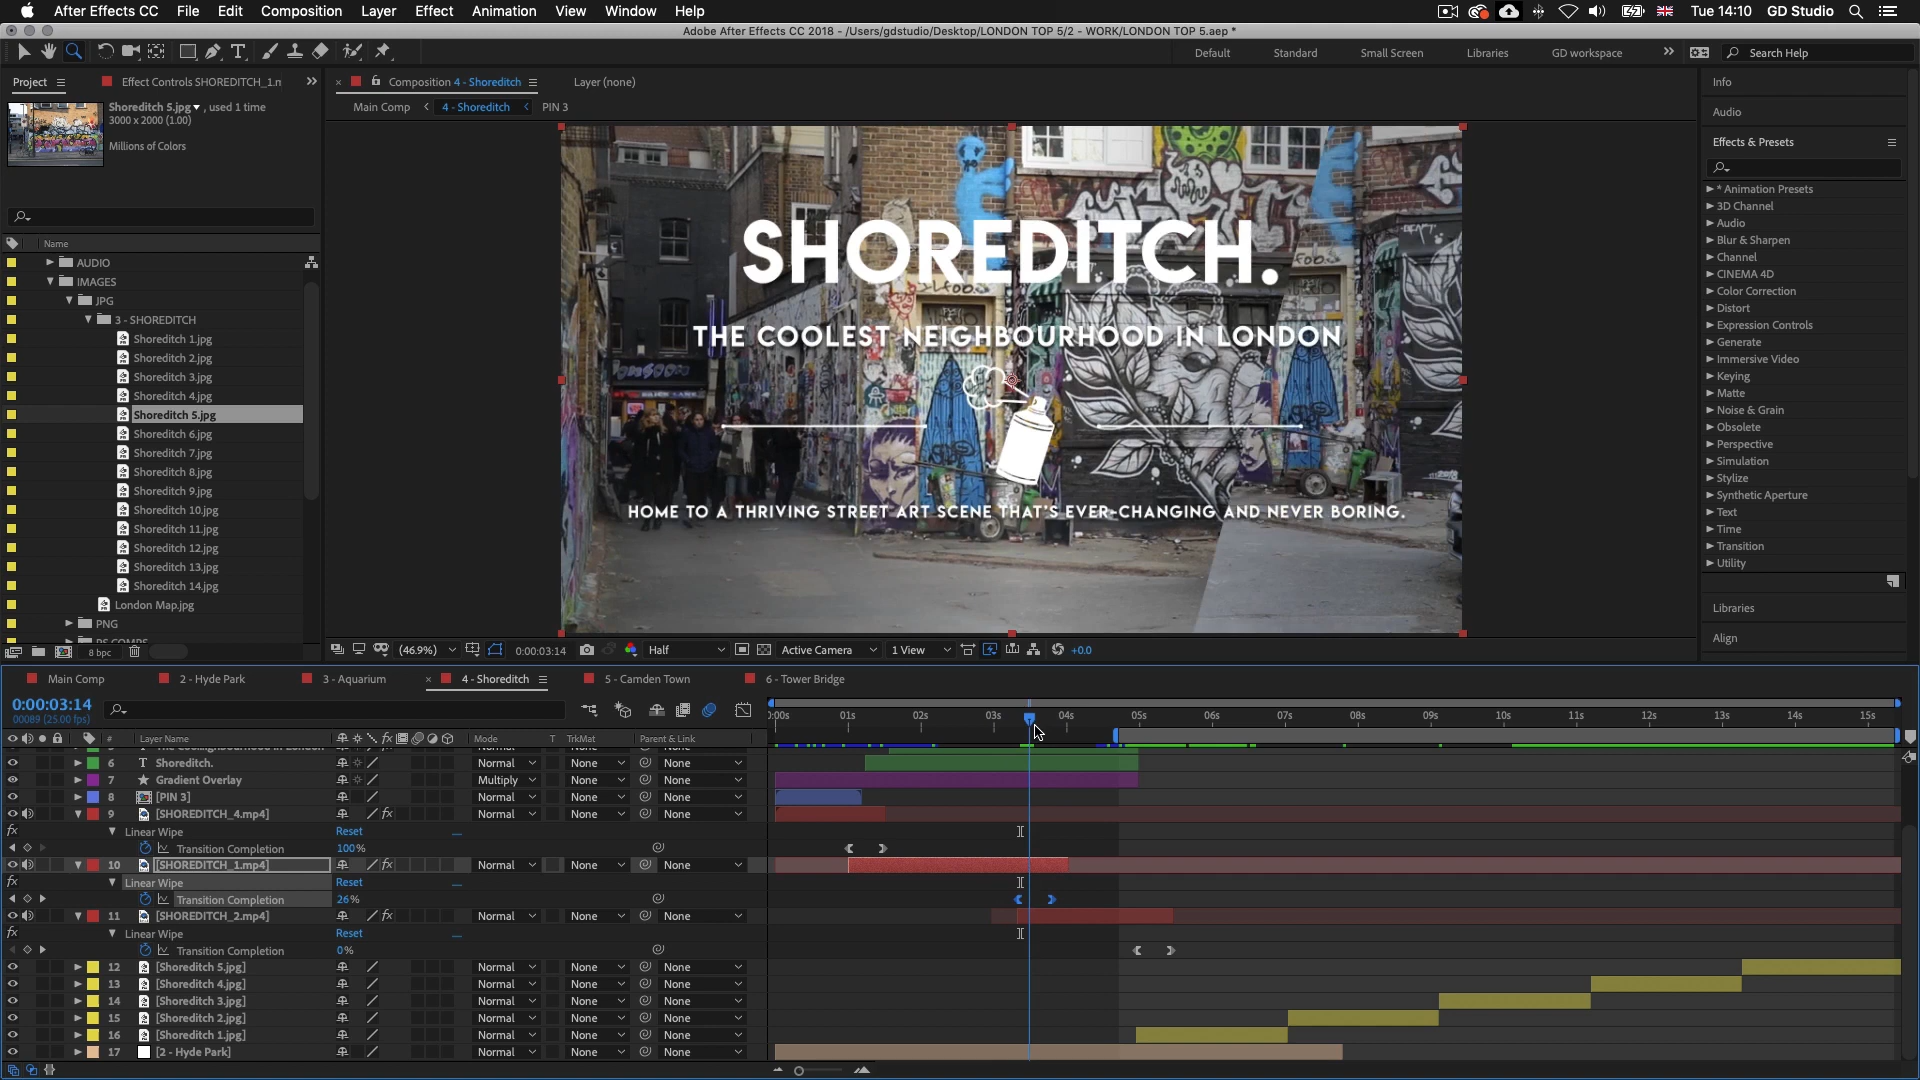 After Effects CC File Edit Composition Layer Effect Animation View Window Help
Tue 14:10 GD Studio
Adobe After Effects CC 2018 - /Users/gdstudio/Desktop/LONDON TOP 5/2 - WORK/LONDON TOP 5.aep *
Default Standard Small Screen Libraries GD workspace Search Help
Project Effect Controls SHOREDITCH_1.m
Composition 4 - Shoreditch Layer (none)
Main Comp 4 - Shoreditch PIN 3
Shoreditch 5.jpg , used 1 time
3000 x 2000 (1.00)
Millions of Colors
Name
AUDIO
IMAGES
JPG
3 - SHOREDITCH
Shoreditch 1.jpg
Shoreditch 2.jpg
Shoreditch 3.jpg
Shoreditch 4.jpg
Shoreditch 5.jpg
Shoreditch 6.jpg
Shoreditch 7.jpg
Shoreditch 8.jpg
Shoreditch 9.jpg
Shoreditch 10.jpg
Shoreditch 11.jpg
Shoreditch 12.jpg
Shoreditch 13.jpg
Shoreditch 14.jpg
London Map.jpg
PNG
8 bpc
SHOREDITCH.
THE COOLEST NEIGHBOURHOOD IN LONDON
HOME TO A THRIVING STREET ART SCENE THAT'S EVER-CHANGING AND NEVER BORING.
(46.9%) 0:00:03:14 Half Active Camera 1 View +0.0
Info
Audio
Effects & Presets
* Animation Presets
3D Channel
Audio
Blur & Sharpen
Channel
CINEMA 4D
Color Correction
Distort
Expression Controls
Generate
Immersive Video
Keying
Matte
Noise & Grain
Obsolete
Perspective
Simulation
Stylize
Synthetic Aperture
Text
Time
Transition
Utility
Libraries
Align
Main Comp 2 - Hyde Park 3 - Aquarium 4 - Shoreditch 5 - Camden Town 6 - Tower Bridge
0:00:03:14
00089 (25.00 fps)
:00s 01s 02s 03s 04s 05s 06s 07s 08s 09s 10s 11s 12s 13s 14s 15s
# Layer Name Mode T TrkMat Parent & Link
6 T Shoreditch. Normal None None
7 Gradient Overlay Multiply None None
8 [PIN 3] Normal None None
9 [SHOREDITCH_4.mp4] Normal None None
Linear Wipe Reset
Transition Completion 100%
10 [SHOREDITCH_1.mp4] Normal None None
Linear Wipe Reset
Transition Completion 26%
11 [SHOREDITCH_2.mp4] Normal None None
Linear Wipe Reset
Transition Completion 0%
12 [Shoreditch 5.jpg] Normal None None
13 [Shoreditch 4.jpg] Normal None None
14 [Shoreditch 3.jpg] Normal None None
15 [Shoreditch 2.jpg] Normal None None
16 [Shoreditch 1.jpg] Normal None None
17 [2 - Hyde Park] Normal None None